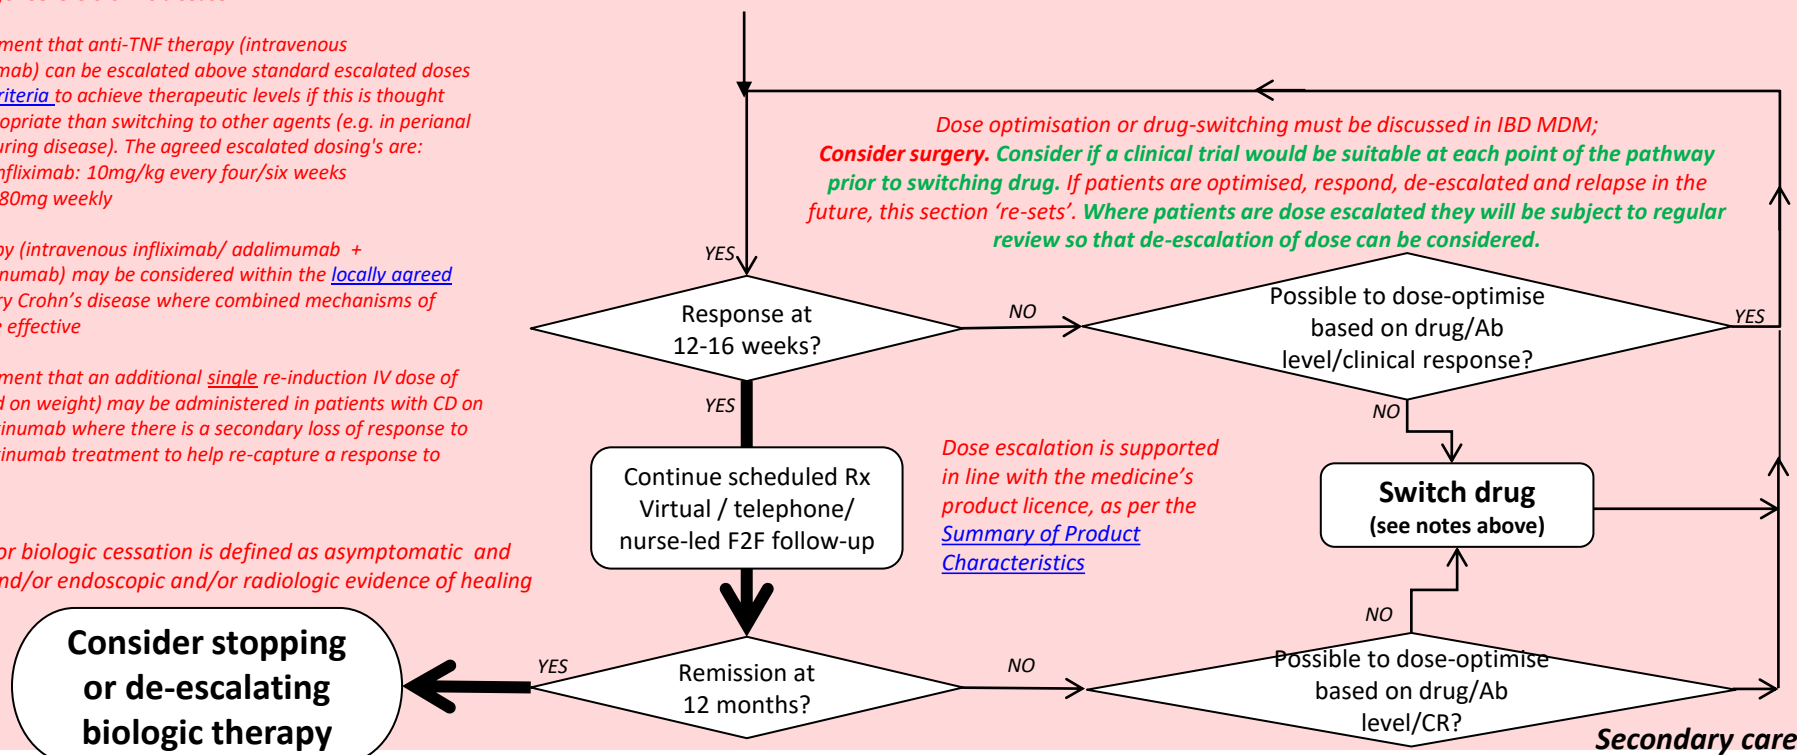 ment that anti-TNF therapy (intravenous
mab) can be escalated above standard escalated doses
riteria to achieve therapeutic levels if this is thought
opriate than switching to other agents (e.g. in perianal
uring disease). The agreed escalated dosing's are:
nfliximab: 10mg/kg every four/six weeks
80mg weekly
py (intravenous infliximab/ adalimumab +
inumab) may be considered within the locally agreed
ry Crohn's disease where combined mechanisms of
e effective
ment that an additional single re-induction IV dose of
d on weight) may be administered in patients with CD on
tinumab where there is a secondary loss of response to
tinumab treatment to help re-capture a response to
or biologic cessation is defined as asymptomatic and
nd/or endoscopic and/or radiologic evidence of healing
Dose optimisation or drug-switching must be discussed in IBD MDM;
Consider surgery. Consider if a clinical trial would be suitable at each point of the pathway
prior to switching drug. If patients are optimised, respond, de-escalated and relapse in the
future, this section 're-sets'. Where patients are dose escalated they will be subject to regular
review so that de-escalation of dose can be considered.
YES
Response at
12-16 weeks?
NO
Possible to dose-optimise
based on drug/Ab
level/clinical response?
YES
YES
NO
Continue scheduled Rx
Virtual / telephone/
nurse-led F2F follow-up
Dose escalation is supported
in line with the medicine's
product licence, as per the
Summary of Product
Characteristics
Switch drug
(see notes above)
NO
Consider stopping
or de-escalating
biologic therapy
YES
Remission at
12 months?
NO
Possible to dose-optimise
based on drug/Ab
level/CR?
Secondary care